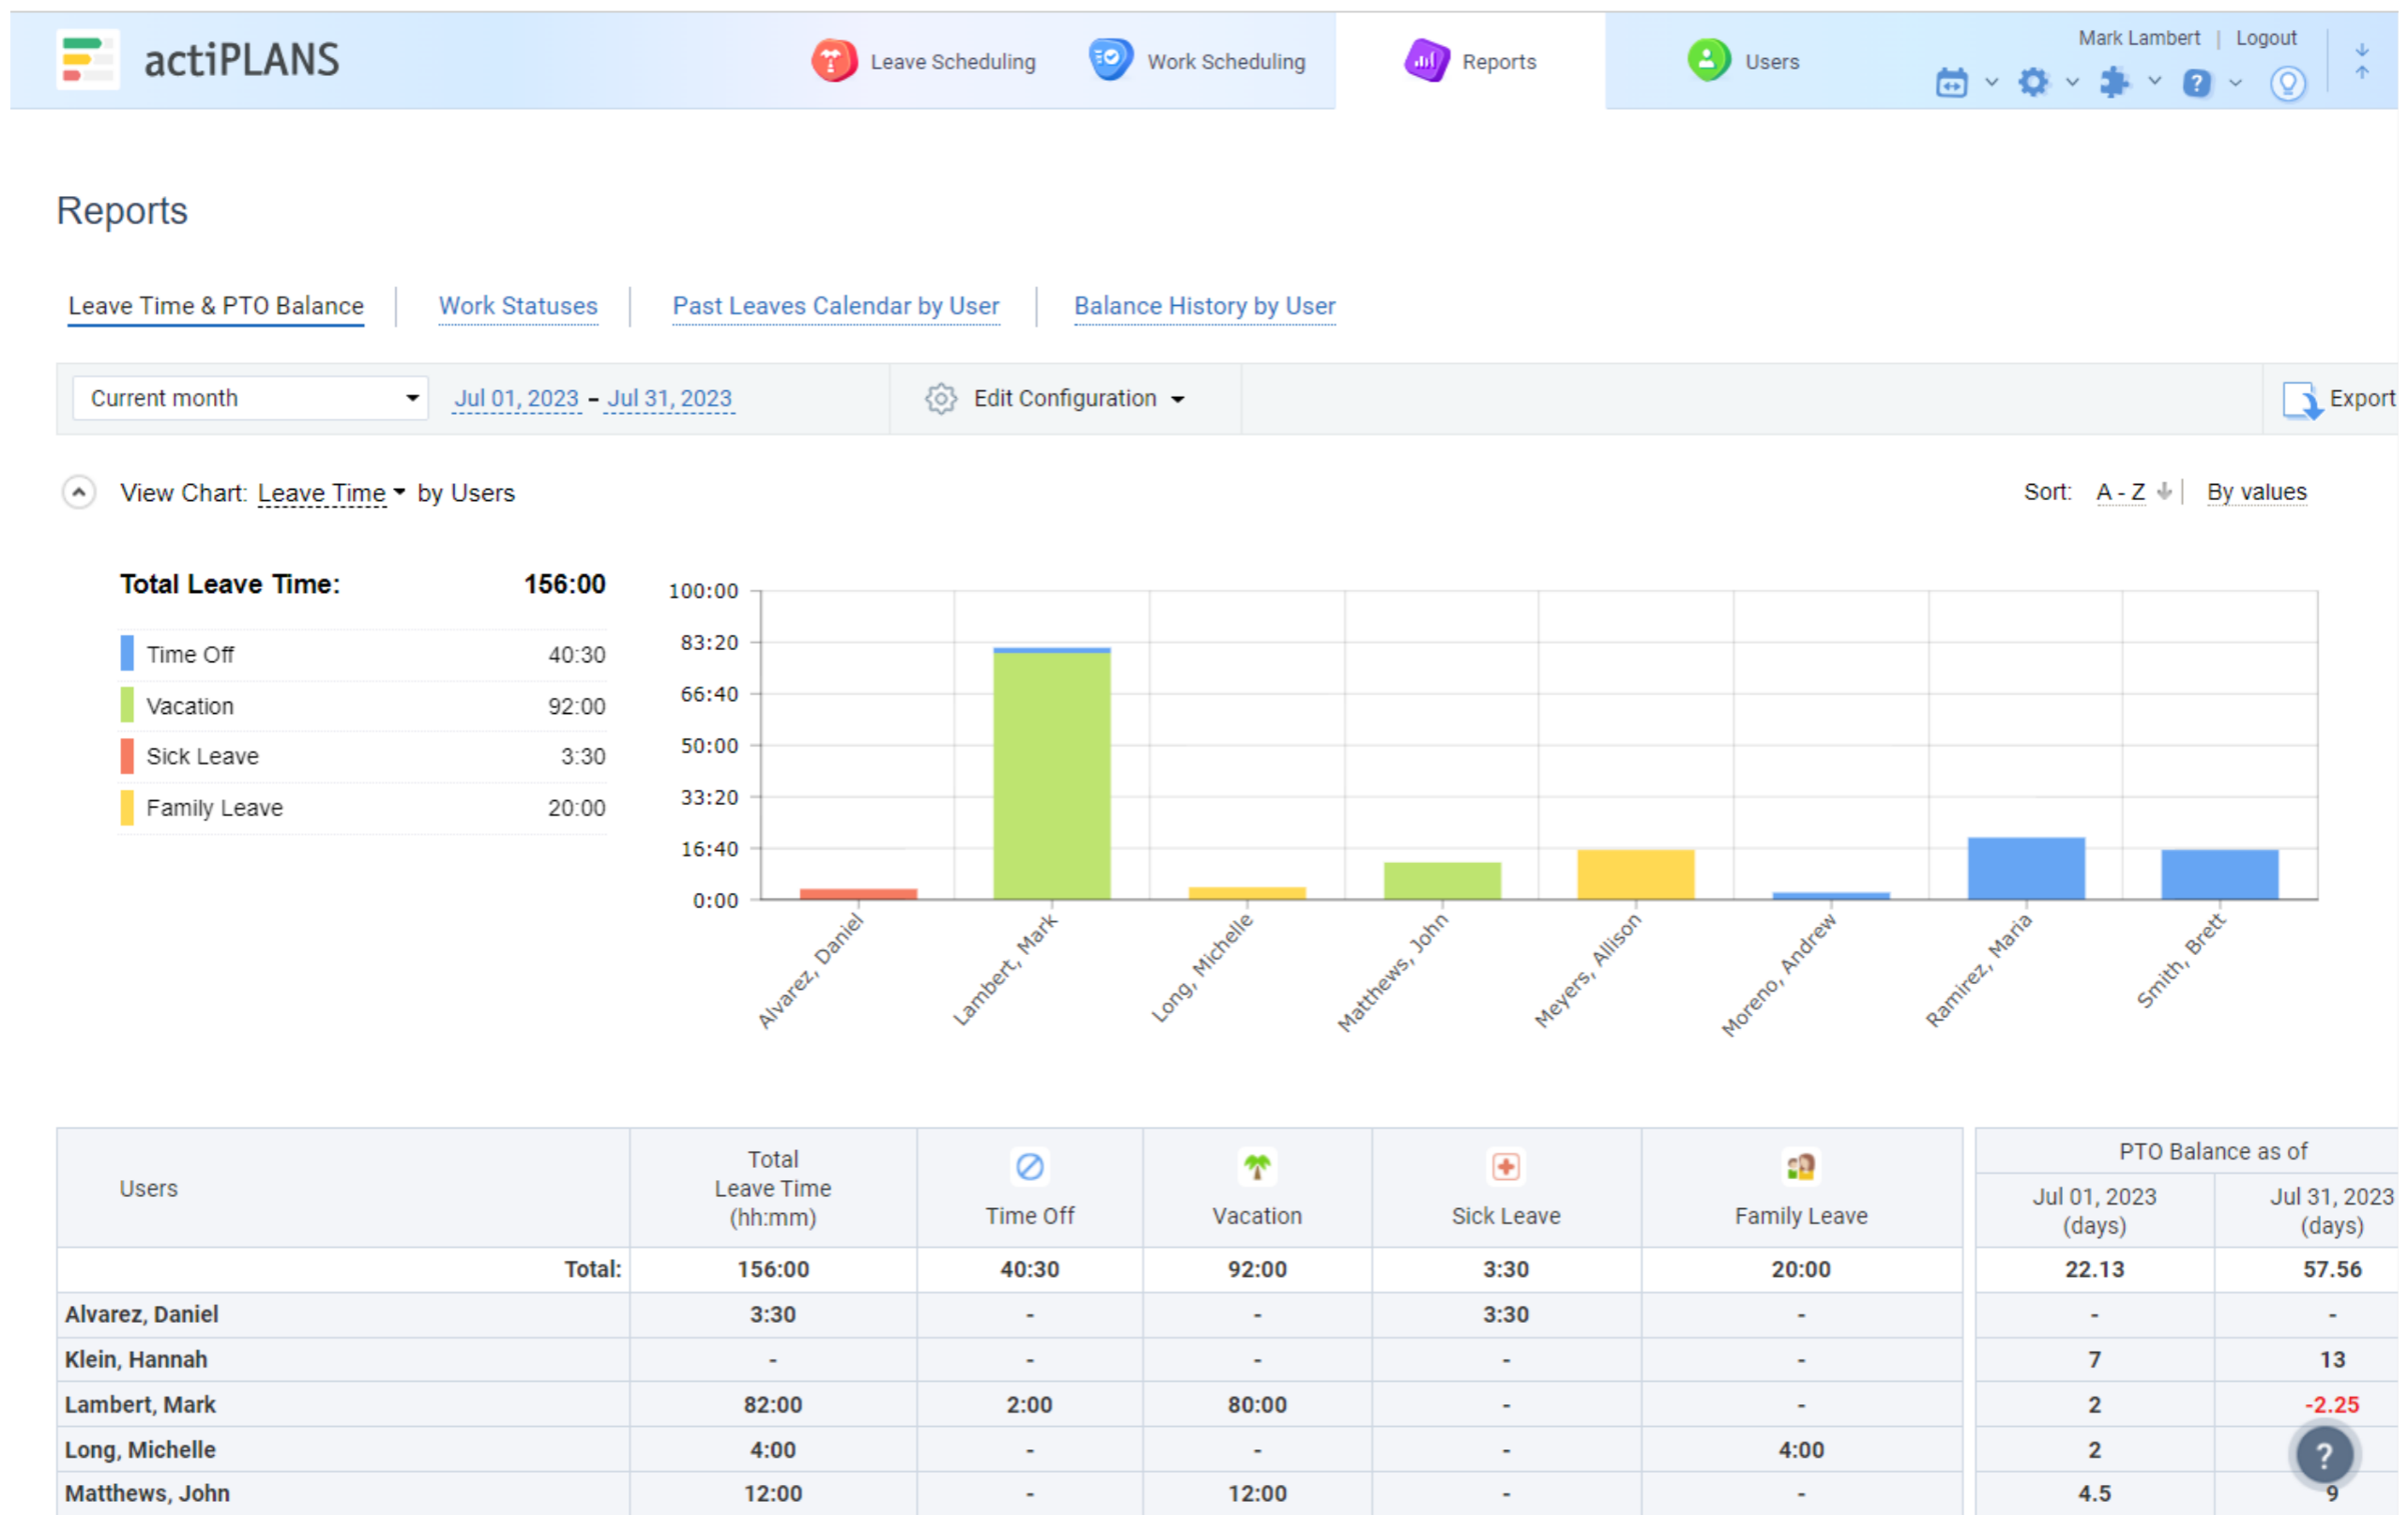 actiPLANS
Leave Scheduling
Work Scheduling
Reports
Users
Mark Lambert | Logout
Reports
Leave Time & PTO Balance
Work Statuses
Past Leaves Calendar by User
Balance History by User
Current month
Jul 01, 2023 – Jul 31, 2023
Edit Configuration
Export
View Chart: Leave Time by Users
Sort: A - Z | By values
Total Leave Time: 156:00
Time Off 40:30
Vacation 92:00
Sick Leave 3:30
Family Leave 20:00
100:00
83:20
66:40
50:00
33:20
16:40
0:00
Alvarez, Daniel
Lambert, Mark
Long, Michelle
Matthews, John
Meyers, Allison
Moreno, Andrew
Ramirez, Maria
Smith, Brett
Users
Total
Leave Time
(hh:mm)
Time Off
Vacation
Sick Leave
Family Leave
PTO Balance as of
Jul 01, 2023
(days)
Jul 31, 2023
(days)
Total: 156:00 40:30 92:00 3:30 20:00 22.13 57.56
Alvarez, Daniel 3:30 - - 3:30 - - -
Klein, Hannah - - - - - 7 13
Lambert, Mark 82:00 2:00 80:00 - - 2 -2.25
Long, Michelle 4:00 - - - 4:00 2
?
Matthews, John 12:00 - 12:00 - - 4.5 9